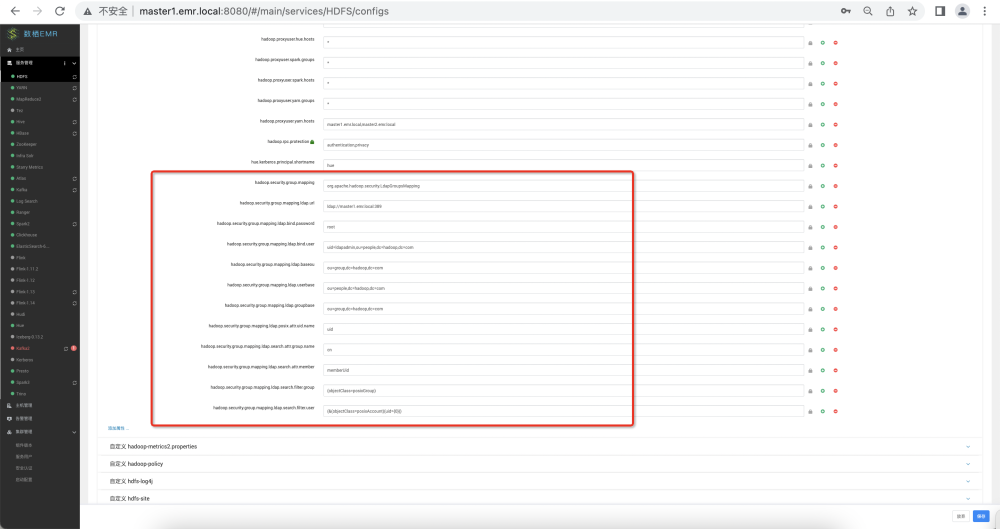 不安全 master1.emr.local:8080/#/main/services/HDFS/configs
数栖EMR
主页
服务管理
HDFS
YARN
MapReduce2
Tez
Hive
HBase
ZooKeeper
Infra Solr
Atlas
Kafka
Log Search
Ranger
Spark2
ClickHouse
ElasticSearch-6...
Flink
Flink-1.11.2
Flink-1.12
Flink-1.13
Flink-1.14
Hudi
Hue
Iceberg-0.13.2
Kafka2
Kerberos
Presto
Spark3
Trino
主机管理
告警管理
集群管理
hadoop.proxyuser.hue.hosts
*
hadoop.proxyuser.spark.groups
*
hadoop.proxyuser.spark.hosts
*
hadoop.proxyuser.yarn.groups
*
hadoop.proxyuser.yarn.hosts
master1.emr.local,master2.emr.local
hadoop.rpc.protection
authentication,privacy
hue.kerberos.principal.shortname
hue
hadoop.security.group.mapping
org.apache.hadoop.security.LdapGroupsMapping
hadoop.security.group.mapping.ldap.url
ldap://master1.emr.local:389
hadoop.security.group.mapping.ldap.bind.password
root
hadoop.security.group.mapping.ldap.bind.user
uid=ldapadmin,ou=people,dc=hadoop,dc=com
hadoop.security.group.mapping.ldap.baseou
ou=group,dc=hadoop,dc=com
hadoop.security.group.mapping.ldap.userbase
ou=people,dc=hadoop,dc=com
hadoop.security.group.mapping.ldap.groupbase
ou=group,dc=hadoop,dc=com
hadoop.security.group.mapping.ldap.posix.attr.uid.name
uid
hadoop.security.group.mapping.ldap.search.attr.group.name
cn
hadoop.security.group.mapping.ldap.search.attr.member
memberUid
hadoop.security.group.mapping.ldap.search.filter.group
(objectClass=posixGroup)
hadoop.security.group.mapping.ldap.search.filter.user
(&(objectClass=posixAccount)(uid={0}))
添加属性...
自定义 hadoop-metrics2.properties
自定义 hadoop-policy
自定义 hdfs-log4j
自定义 hdfs-site